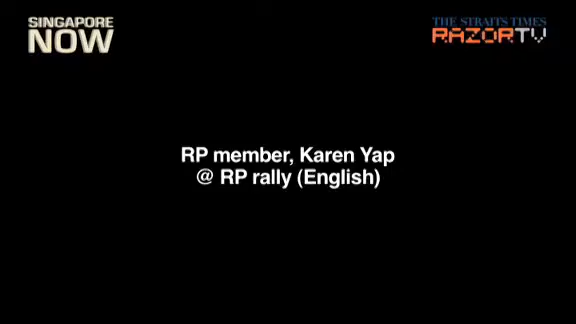 SINGAPORE
NOW
THE STRAITS TIMES
RAZORTV
RP member, Karen Yap
@ RP rally (English)